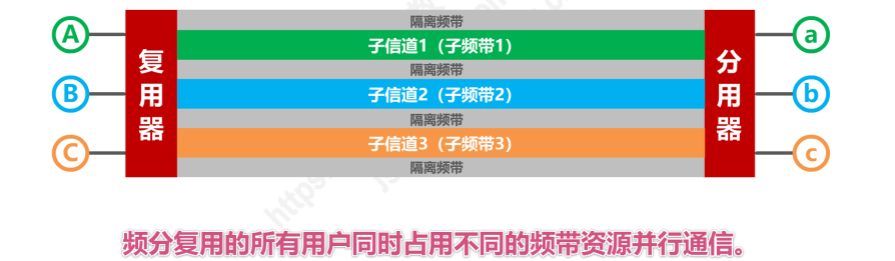 隔离频带
A
子信道1（子频带1）
a
隔离频带
B
复用器
子信道2（子频带2）
分用器
b
隔离频带
C
子信道3（子频带3）
c
隔离频带
https
频分复用的所有用户同时占用不同的频带资源并行通信。